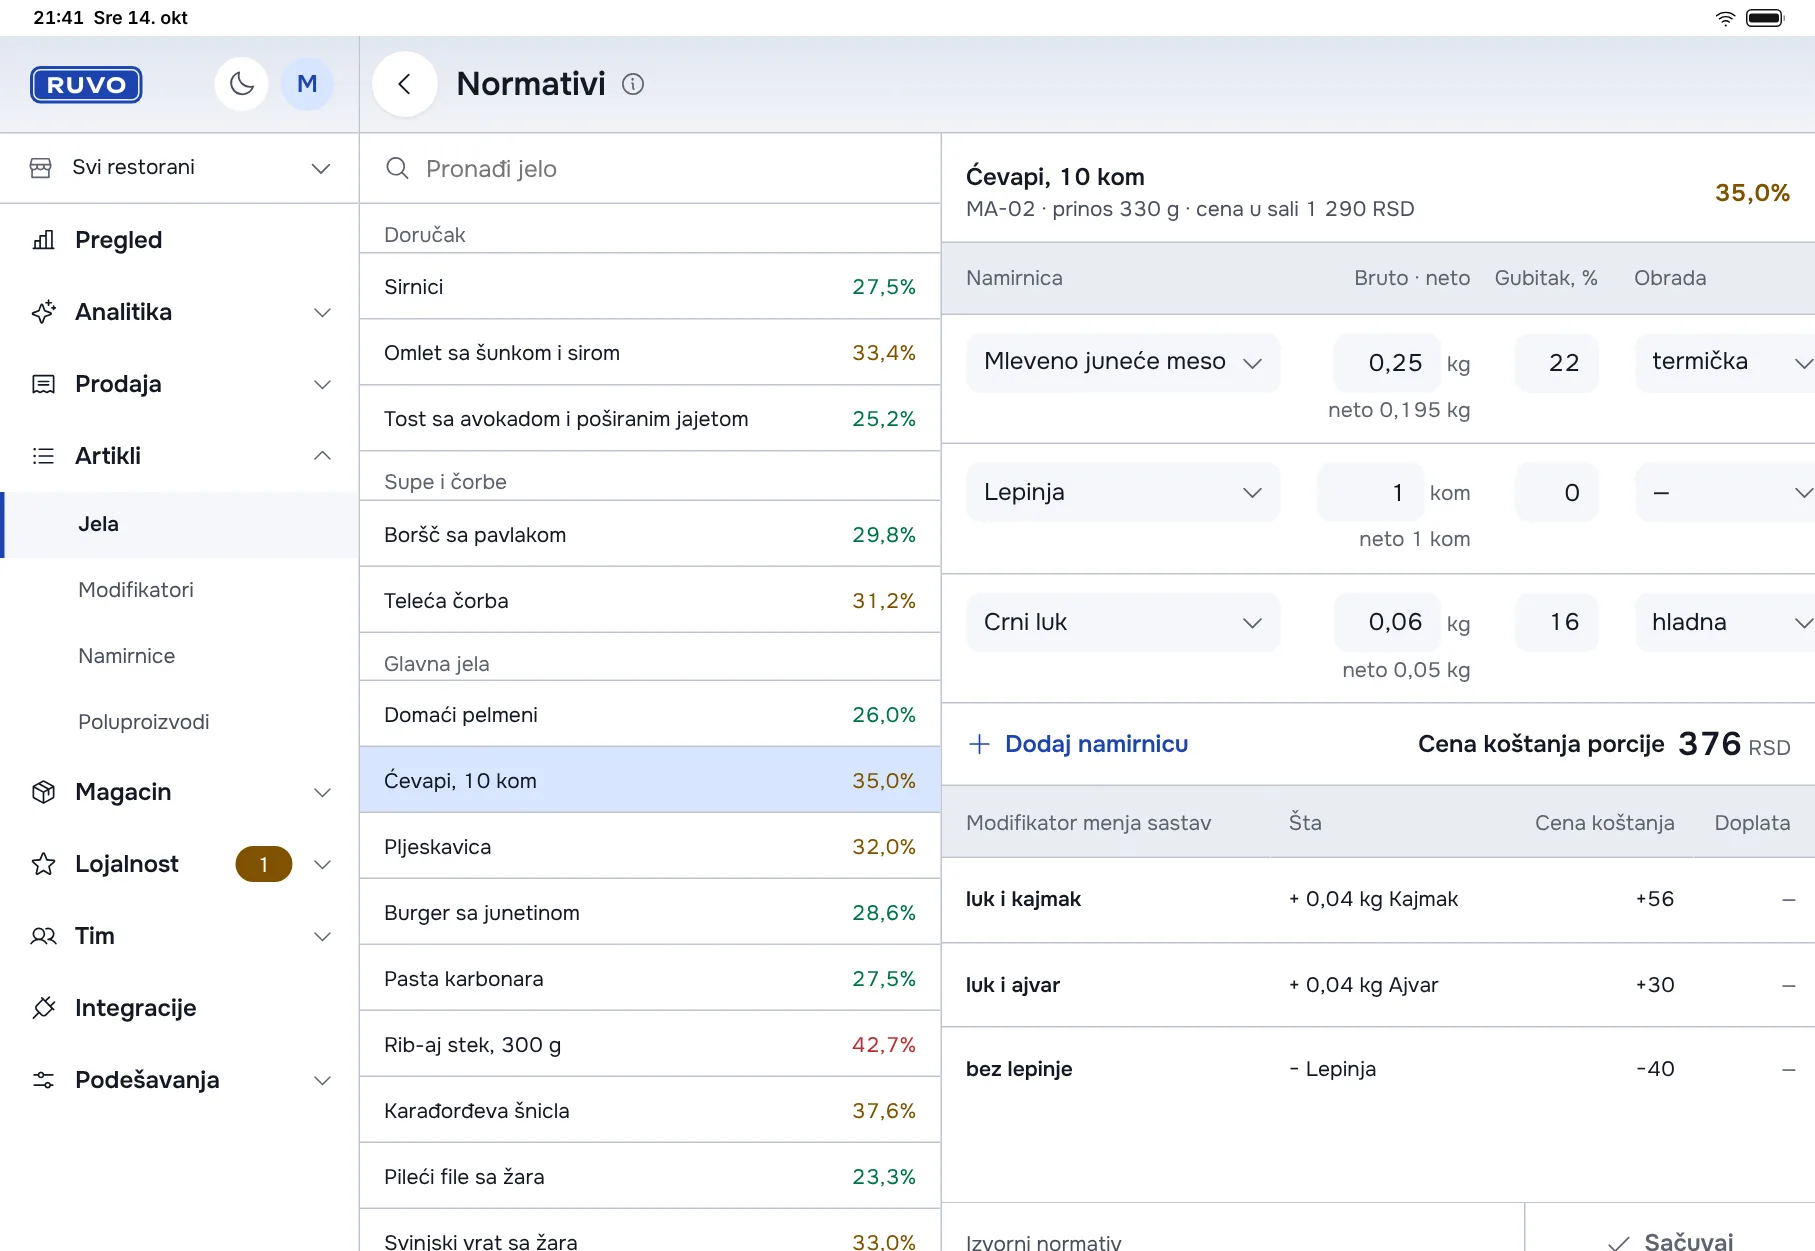 21:41 Sre 14. okt
RUVO
M
Normativi
Svi restorani
Pregled
Analitika
Prodaja
Artikli
Jela
Modifikatori
Namirnice
Poluproizvodi
Magacin
Lojalnost 1
Tim
Integracije
Podešavanja
Pronađi jelo
Doručak
Sirnici 27,5%
Omlet sa šunkom i sirom 33,4%
Tost sa avokadom i poširanim jajetom 25,2%
Supe i čorbe
Boršč sa pavlakom 29,8%
Teleća čorba 31,2%
Glavna jela
Domaći pelmeni 26,0%
Ćevapi, 10 kom 35,0%
Pljeskavica 32,0%
Burger sa junetinom 28,6%
Pasta karbonara 27,5%
Rib-aj stek, 300 g 42,7%
Karađorđeva šnicla 37,6%
Pileći file sa žara 23,3%
Svinjski vrat sa žara 33,0%
Ćevapi, 10 kom 35,0%
MA-02 · prinos 330 g · cena u sali 1 290 RSD
Namirnica Bruto · neto Gubitak, % Obrada
Mleveno juneće meso 0,25 kg 22 termička
neto 0,195 kg
Lepinja 1 kom 0 –
neto 1 kom
Crni luk 0,06 kg 16 hladna
neto 0,05 kg
+ Dodaj namirnicu Cena koštanja porcije 376 RSD
Modifikator menja sastav Šta Cena koštanja Doplata
luk i kajmak + 0,04 kg Kajmak +56 –
luk i ajvar + 0,04 kg Ajvar +30 –
bez lepinje − Lepinja −40 –
Izvorni normativ Sačuvaj